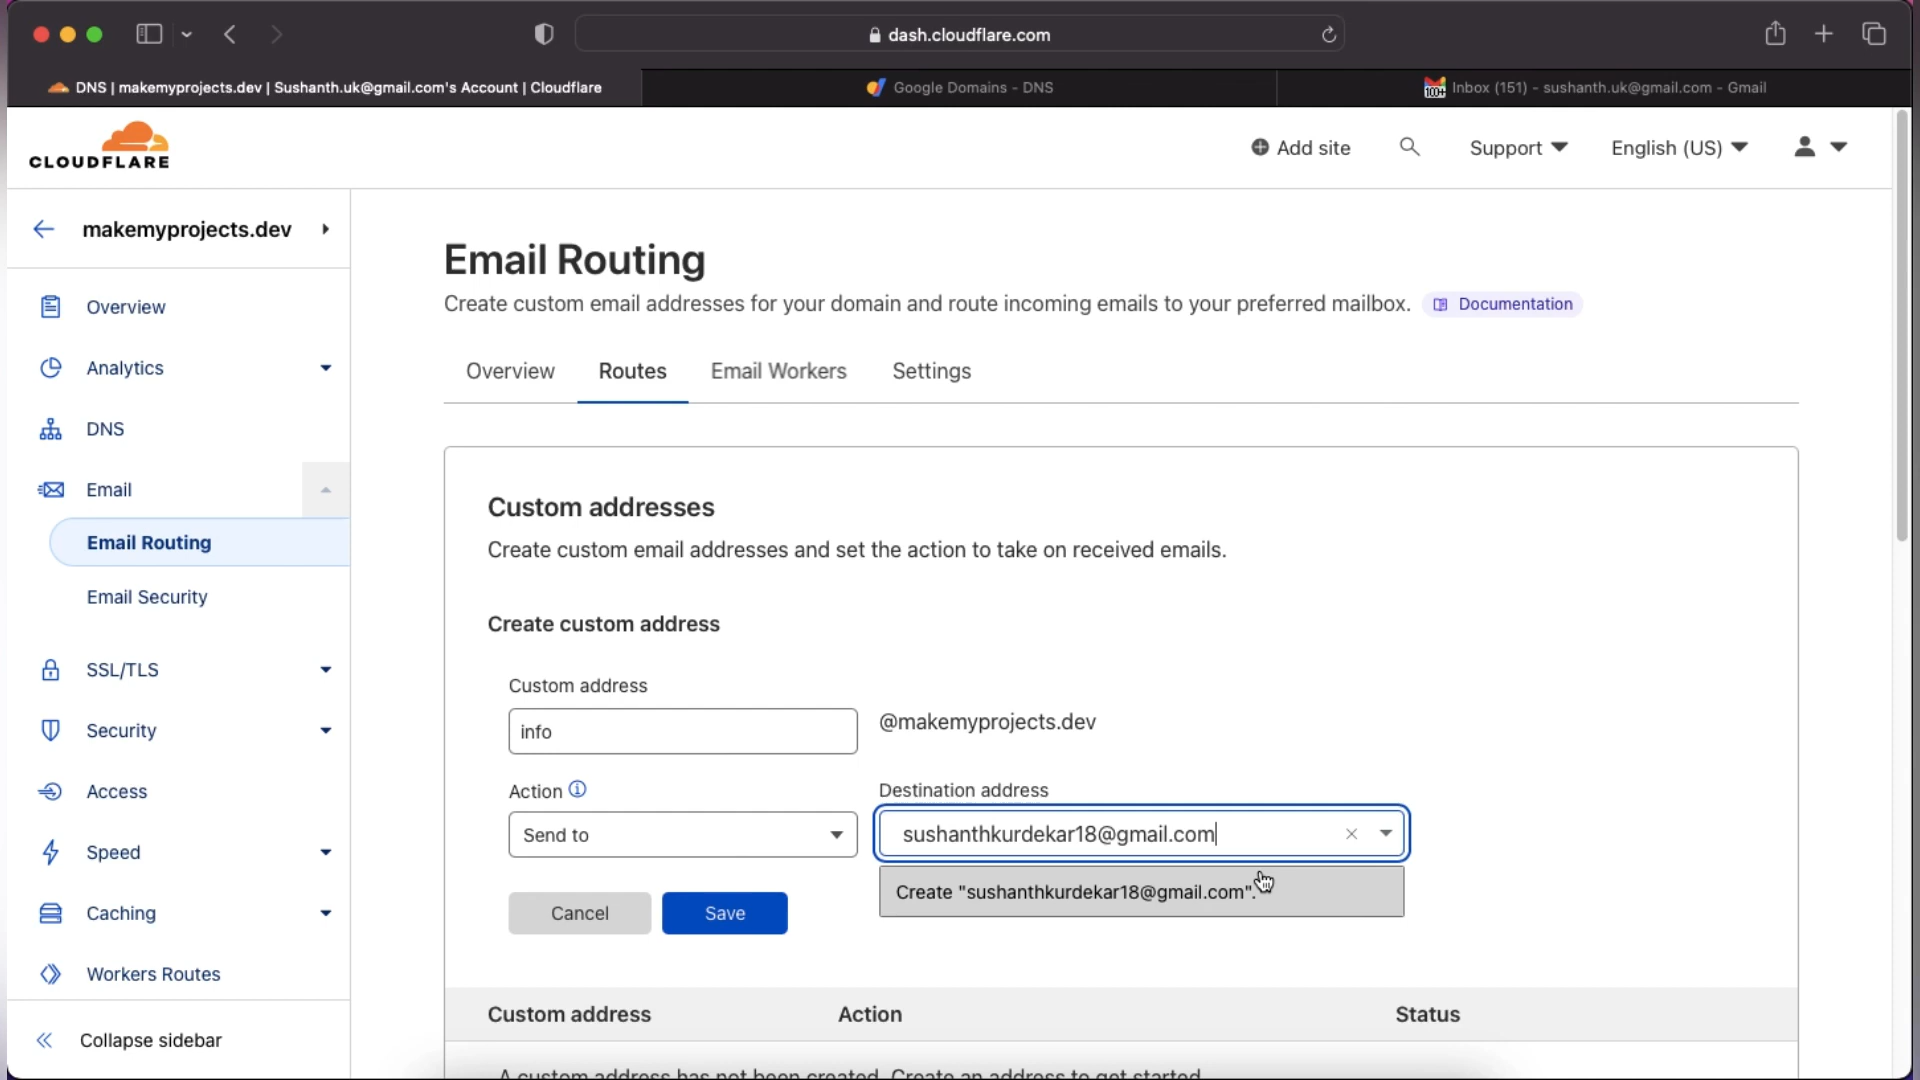 dash.cloudflare.com
DNS | makemyprojects.dev | Sushanth.uk@gmail.com's Account | Cloudflare
Google Domains - DNS
100+
Inbox (151) - sushanth.uk@gmail.com - Gmail
CLOUDFLARE
Add site
Support
English (US)
makemyprojects.dev
Overview
Analytics
DNS
Email
Email Routing
Email Security
SSL/TLS
Security
Access
Speed
Caching
Workers Routes
Collapse sidebar
Email Routing
Create custom email addresses for your domain and route incoming emails to your preferred mailbox.
Documentation
Overview
Routes
Email Workers
Settings
Custom addresses
Create custom email addresses and set the action to take on received emails.
Create custom address
Custom address
info
@makemyprojects.dev
Action
Destination address
Send to
sushanthkurdekar18@gmail.com
Create "sushanthkurdekar18@gmail.com".
Cancel
Save
Custom address
Action
Status
A custom address has not been created. Create an address to get started.